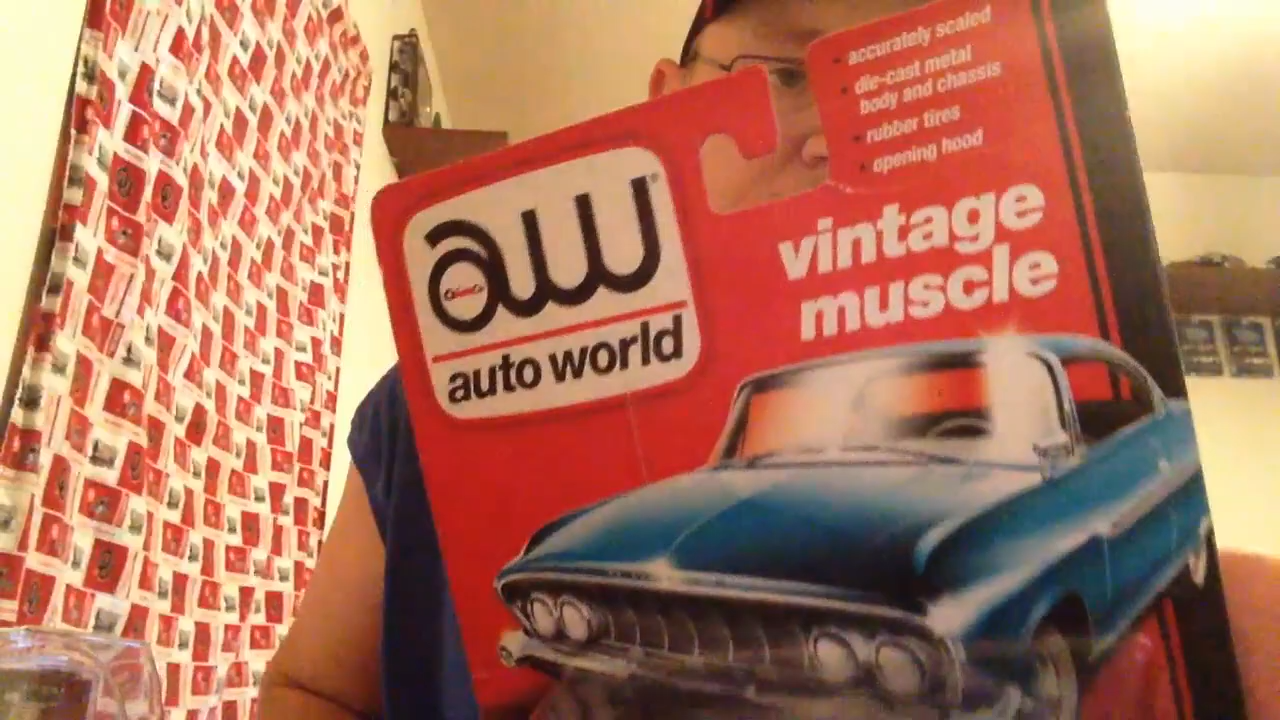 aw®
auto world
• accurately scaled
• die-cast metal
body and chassis
• rubber tires
• opening hood
vintage
muscle